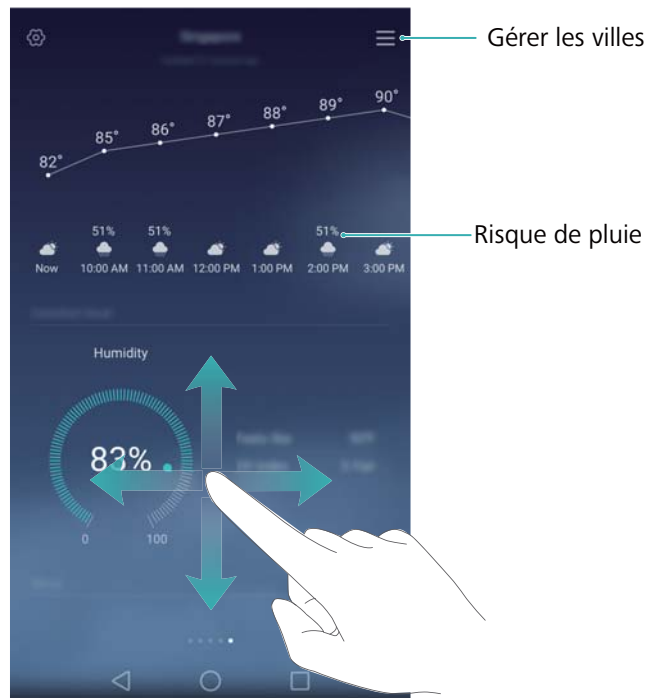 Gérer les villes
82°
85°
86°
87°
88°
89°
90°
51%
51%
51%
Risque de pluie
Now
10:00 AM
11:00 AM
12:00 PM
1:00 PM
2:00 PM
3:00 PM
Humidity
83%
0
100